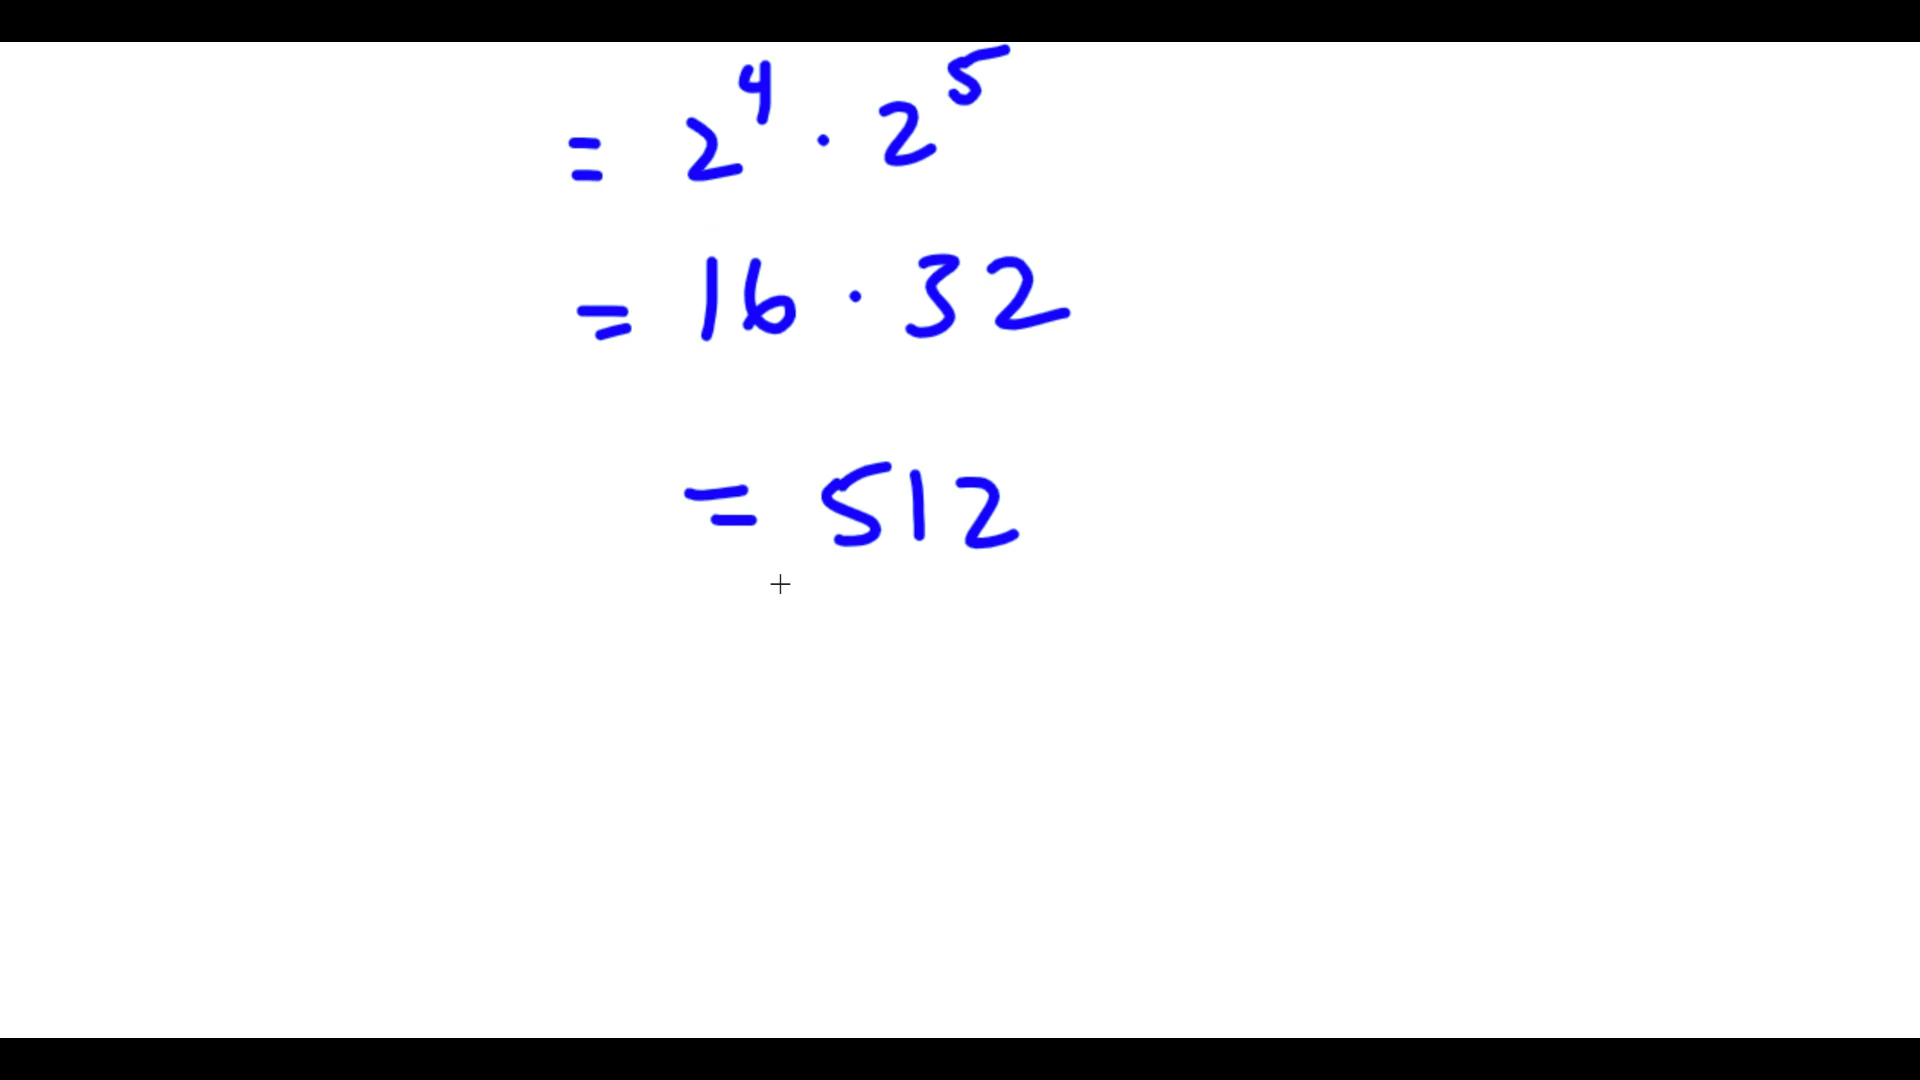 = 2⁴ · 2⁵
= 16 · 32
= 512